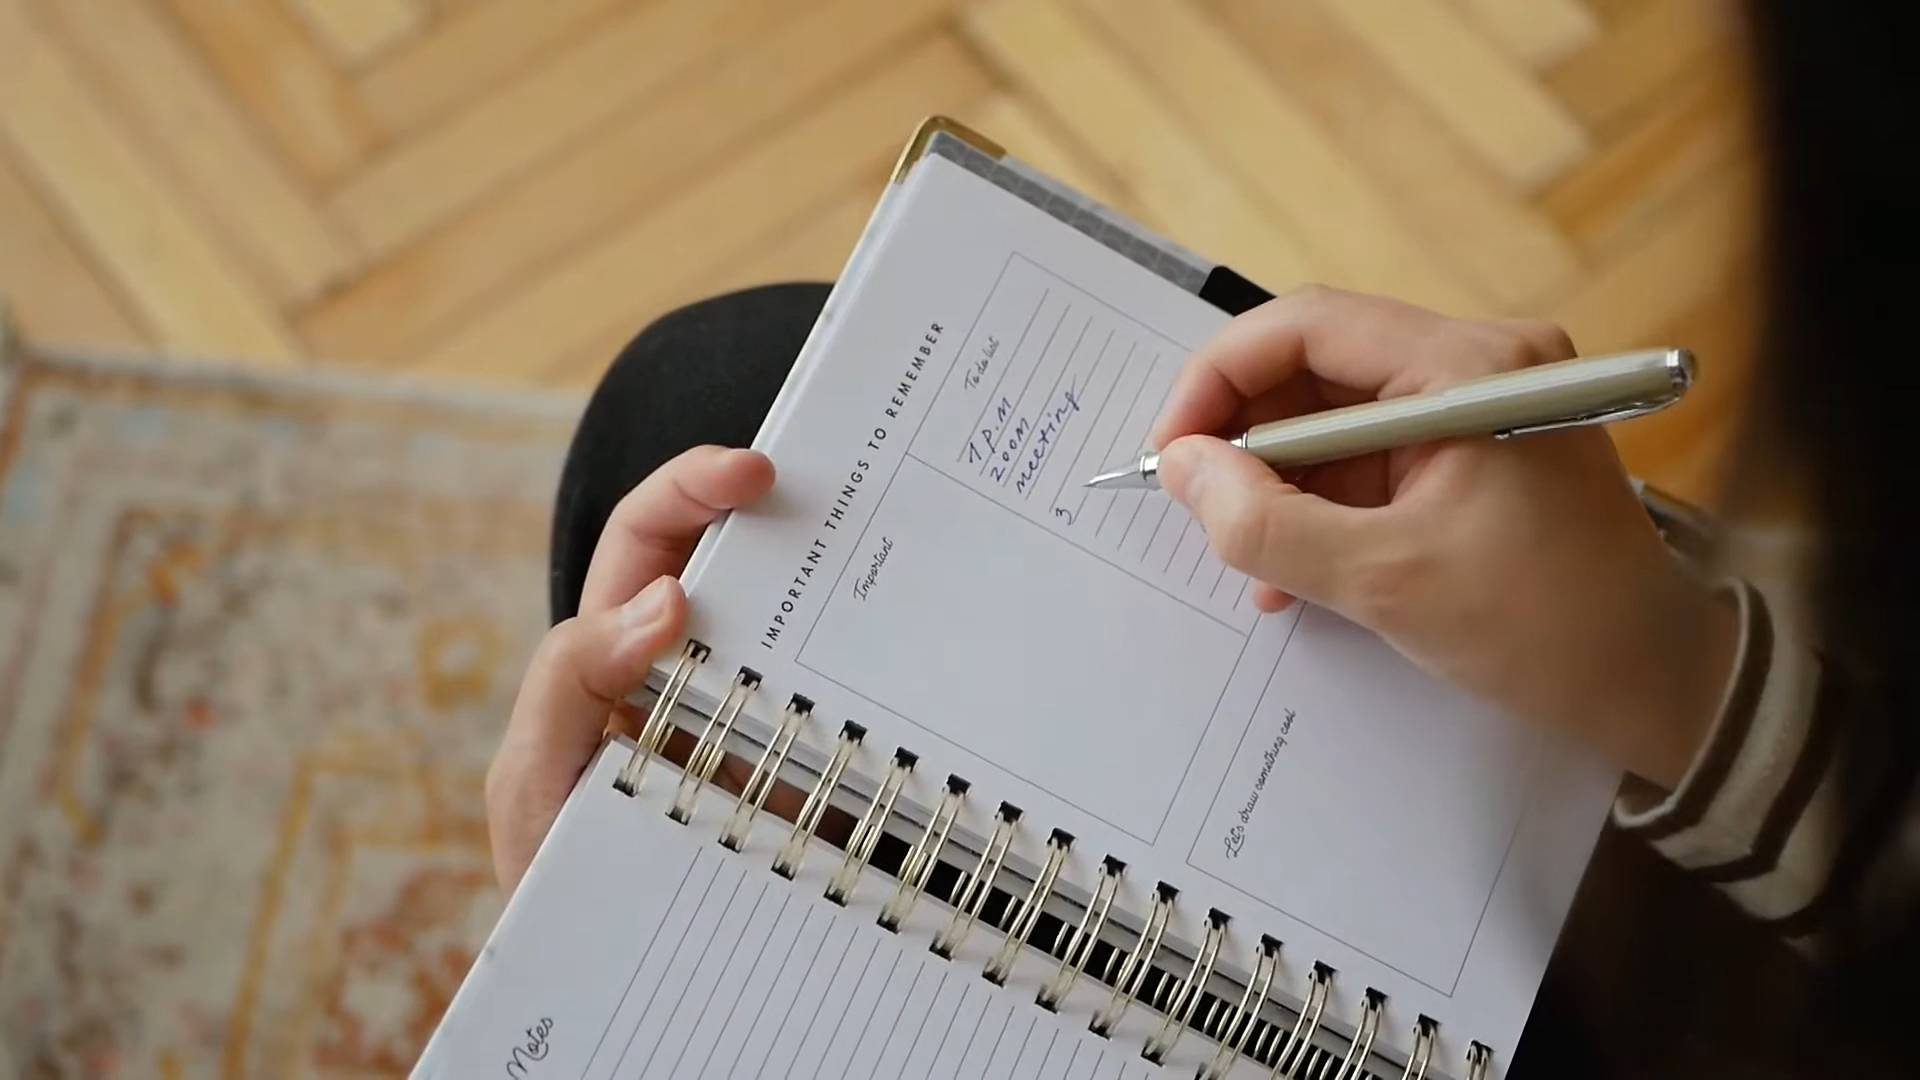 IMPORTANT THINGS TO REMEMBER
To do list
1 P.M
zoom
meeting
3
Important
Let's draw something cool
Notes